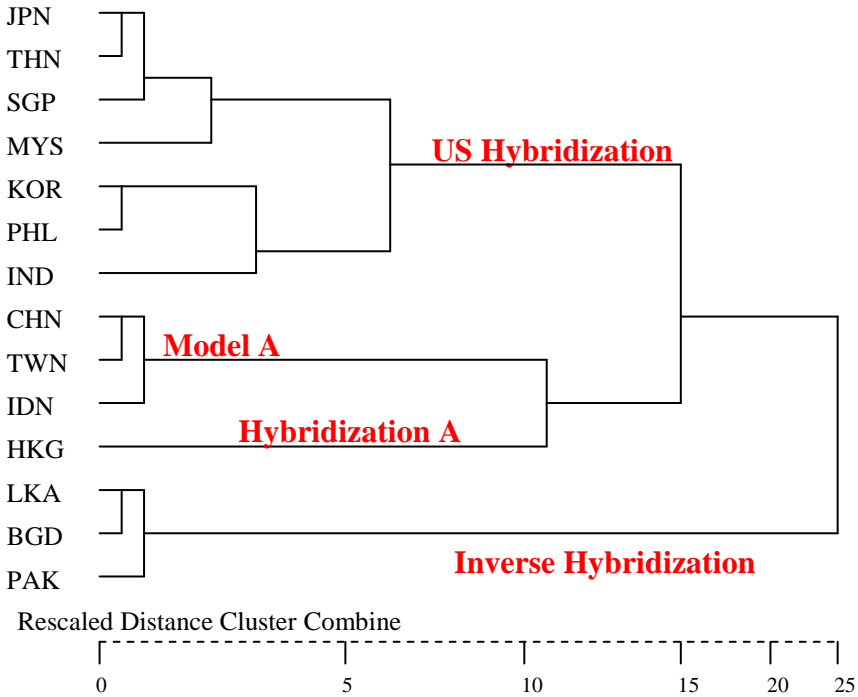 JPN
THN
SGP
MYS
US Hybridization
KOR
PHL
IND
CHN
Model A
TWN
IDN
Hybridization A
HKG
LKA
BGD
Inverse Hybridization
PAK
Rescaled Distance Cluster Combine
0 5 10 15 20 25